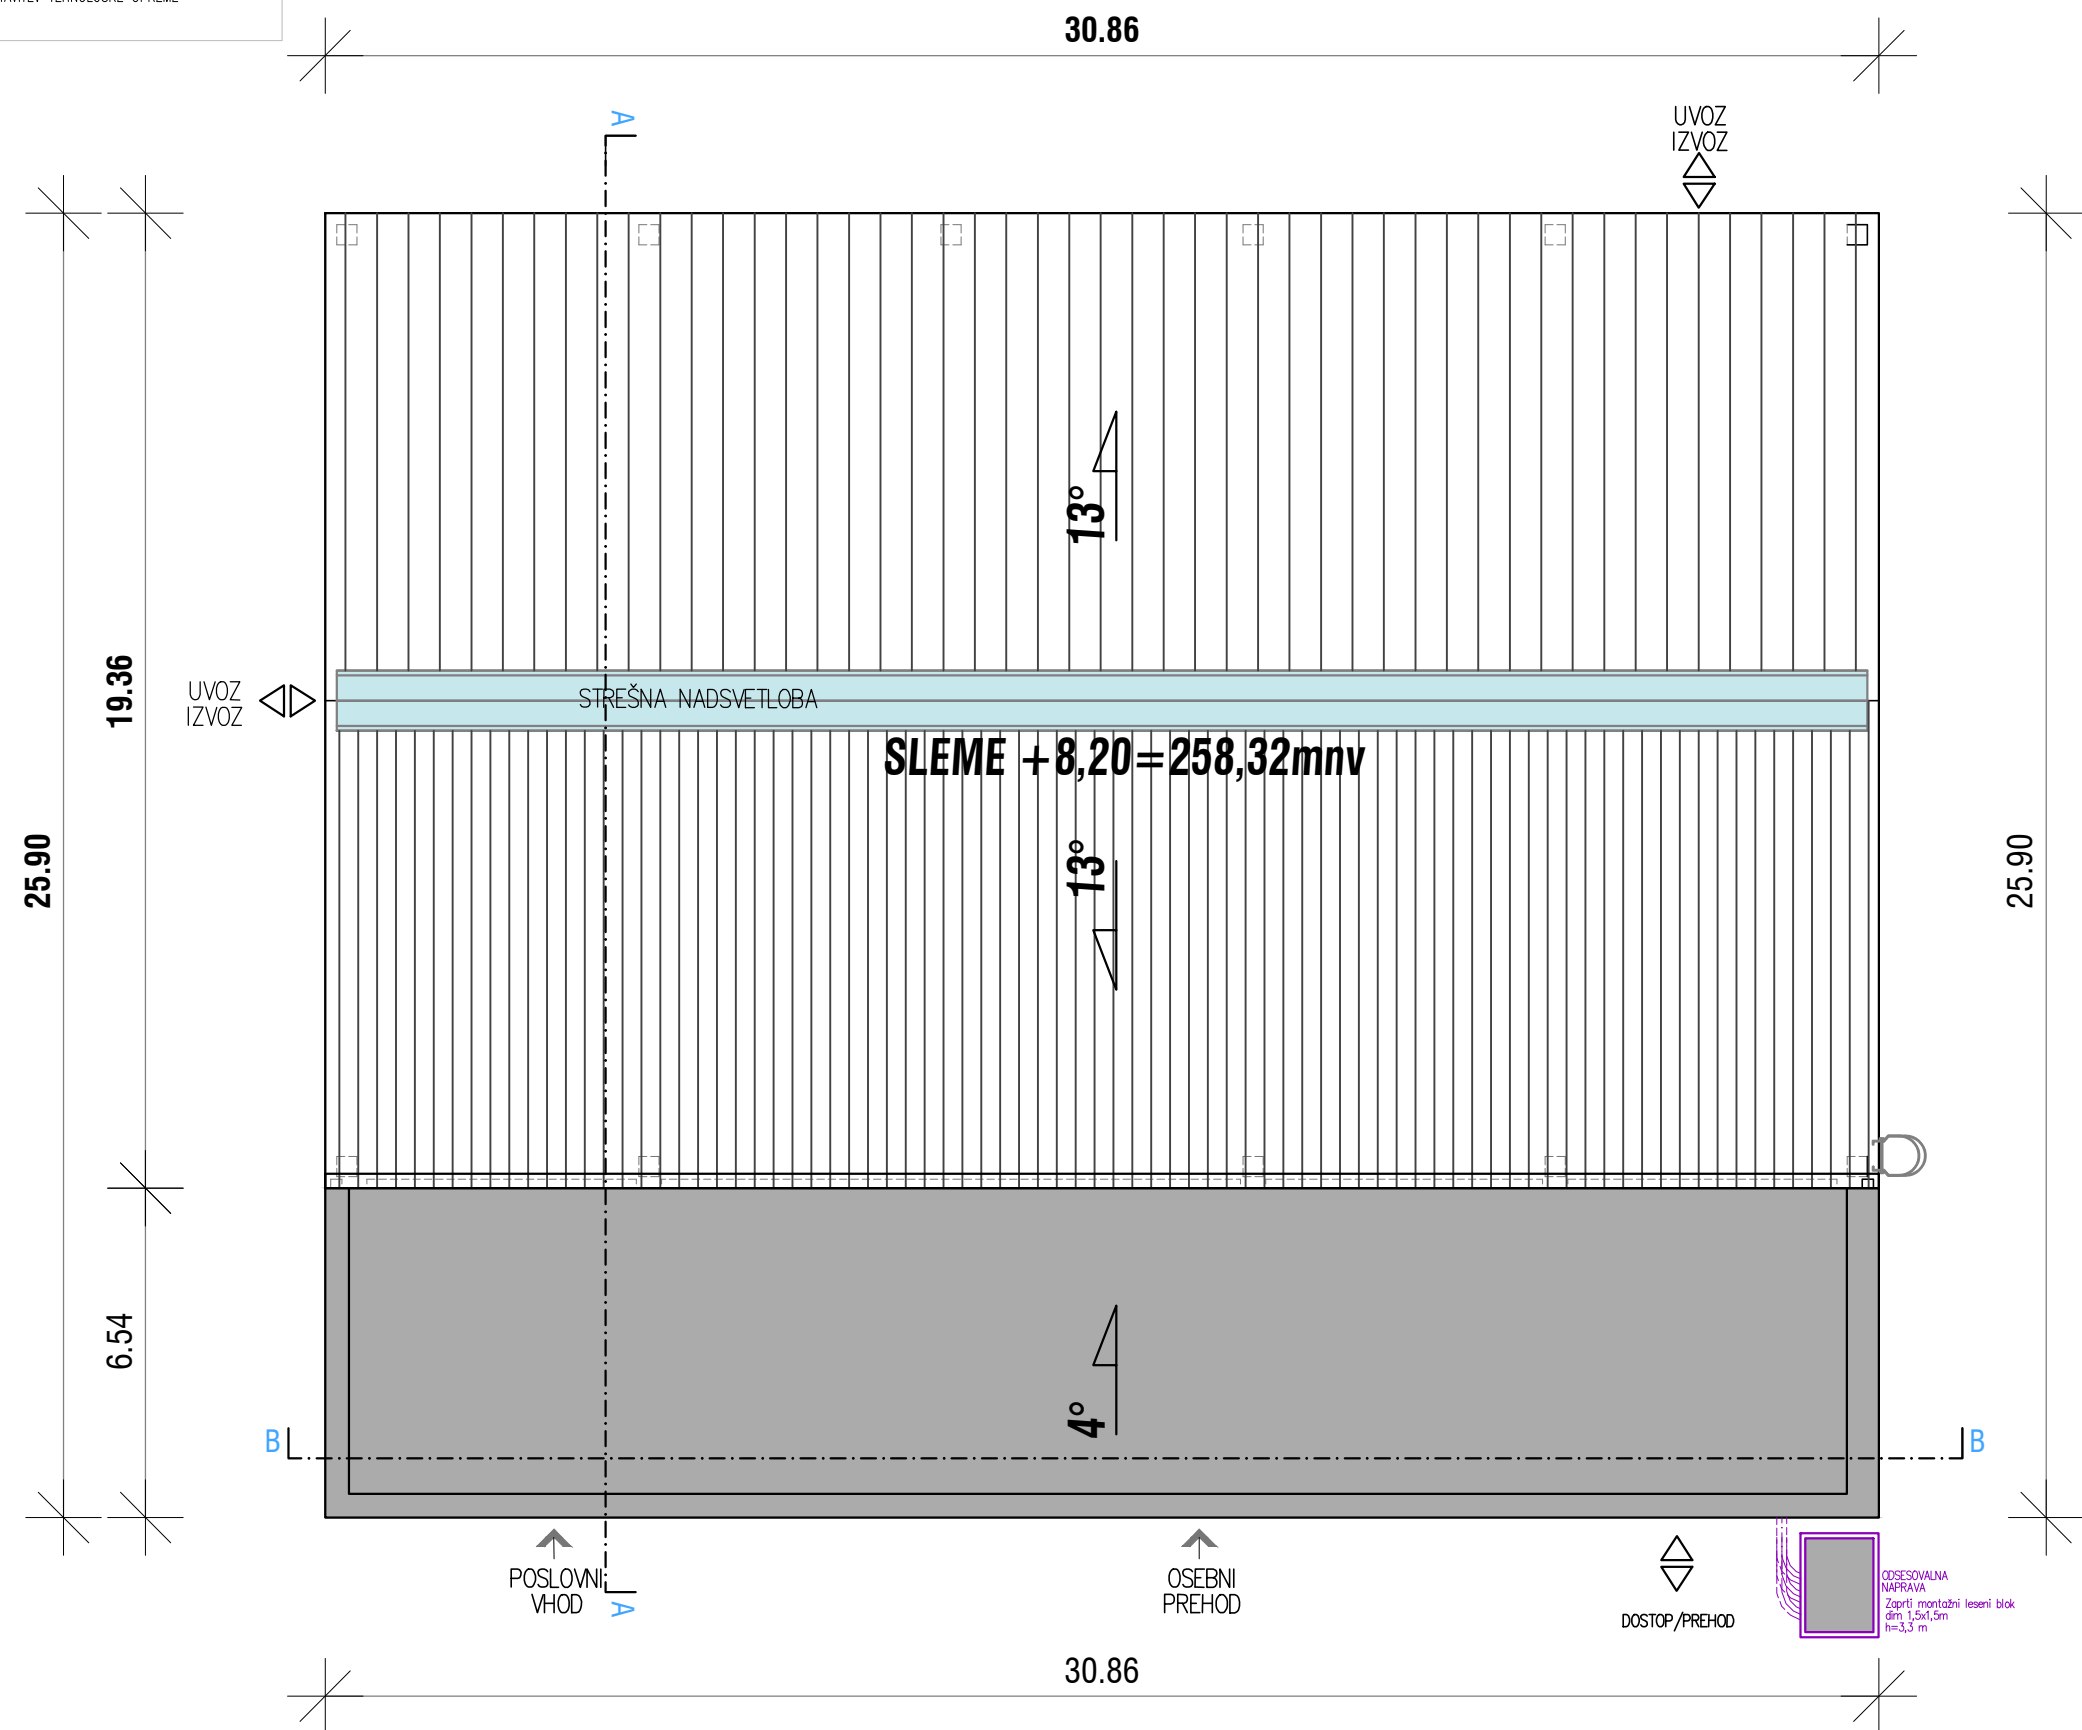 30.86
A
UVOZ
IZVOZ
13°
STREŠNA NADSVETLOBA
UVOZ
IZVOZ
19.36
SLEME +8,20=258,32mnv
13°
25.90
25.90
6.54
4°
B
B
POSLOVNI
VHOD
A
OSEBNI
PREHOD
DOSTOP/PREHOD
ODSESOVALNA
NAPRAVA
Zaprti montažni leseni blok
dim 1,5x1,5m
h=3,3 m
30.86